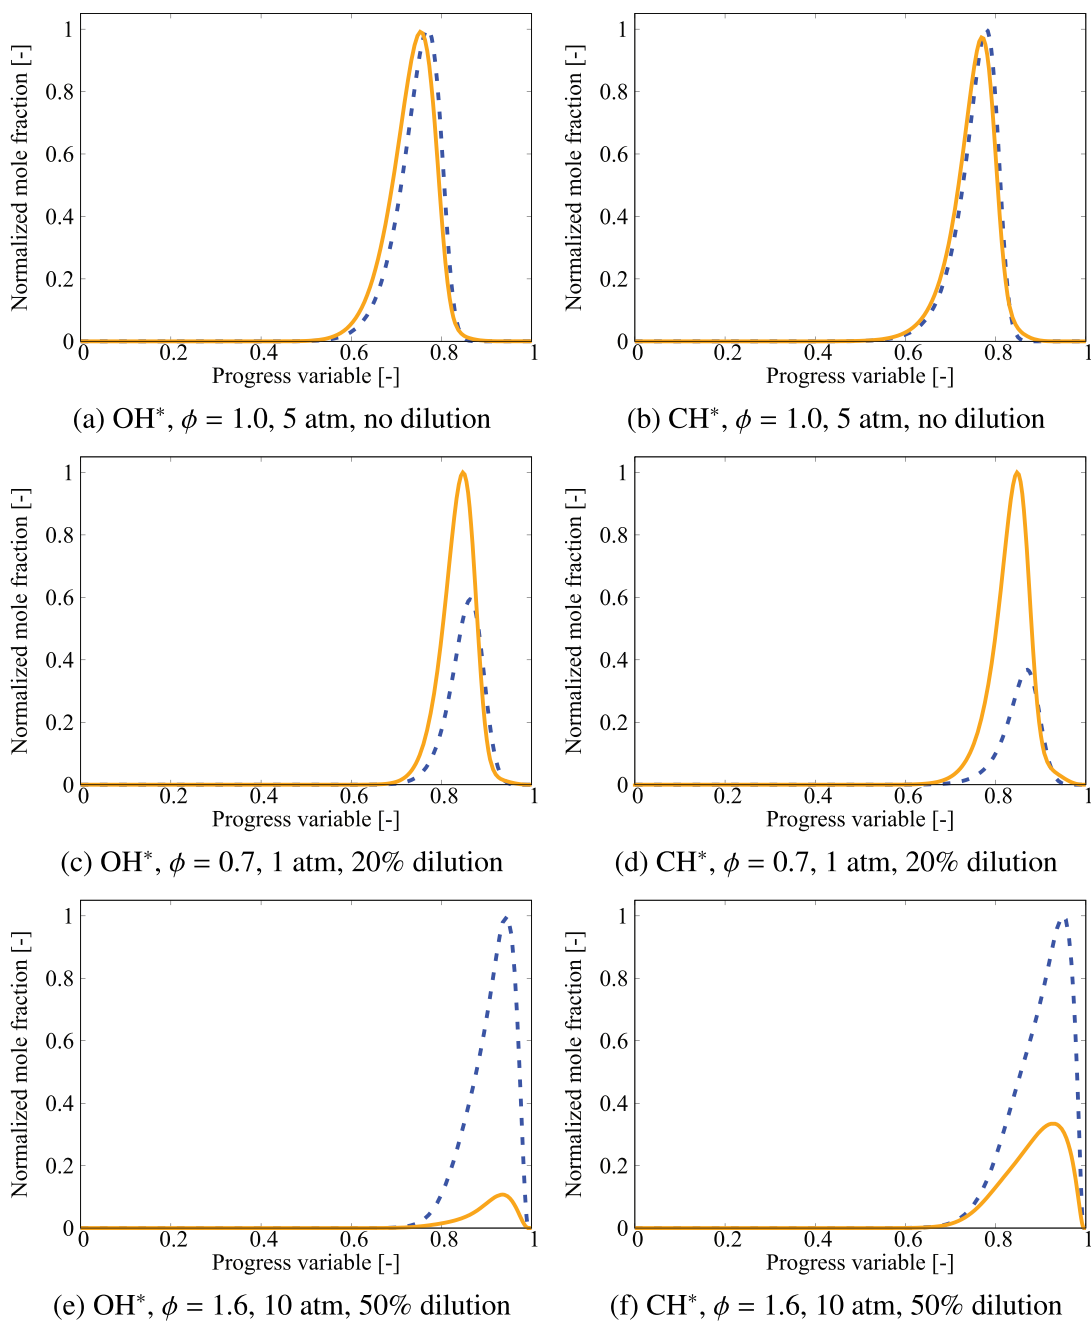 Normalized mole fraction [-]
1
0.8
0.6
0.4
0.2
0
0 0.2 0.4 0.6 0.8 1
Progress variable [-]
(a) OH*, ϕ = 1.0, 5 atm, no dilution
Normalized mole fraction [-]
1
0.8
0.6
0.4
0.2
0
0 0.2 0.4 0.6 0.8 1
Progress variable [-]
(b) CH*, ϕ = 1.0, 5 atm, no dilution
Normalized mole fraction [-]
1
0.8
0.6
0.4
0.2
0
0 0.2 0.4 0.6 0.8 1
Progress variable [-]
(c) OH*, ϕ = 0.7, 1 atm, 20% dilution
Normalized mole fraction [-]
1
0.8
0.6
0.4
0.2
0
0 0.2 0.4 0.6 0.8 1
Progress variable [-]
(d) CH*, ϕ = 0.7, 1 atm, 20% dilution
Normalized mole fraction [-]
1
0.8
0.6
0.4
0.2
0
0 0.2 0.4 0.6 0.8 1
Progress variable [-]
(e) OH*, ϕ = 1.6, 10 atm, 50% dilution
Normalized mole fraction [-]
1
0.8
0.6
0.4
0.2
0
0 0.2 0.4 0.6 0.8 1
Progress variable [-]
(f) CH*, ϕ = 1.6, 10 atm, 50% dilution